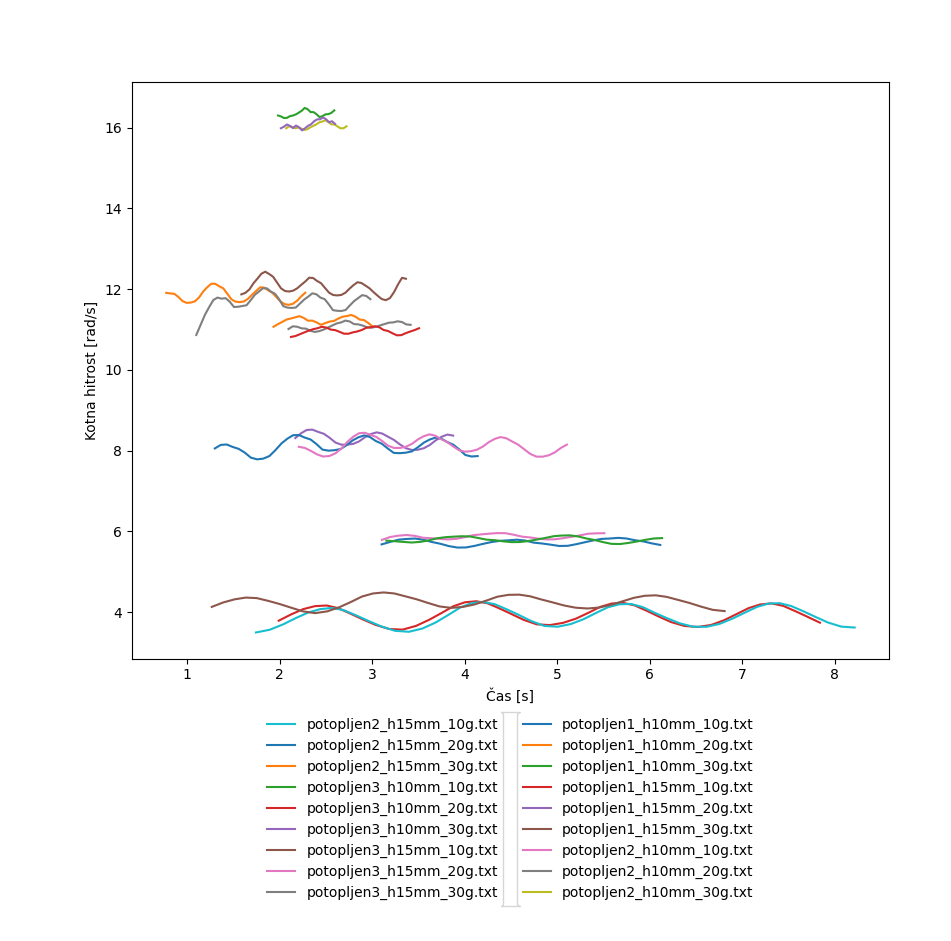 16
14
12
10
8
6
4
Kotna hitrost [rad/s]
1 2 3 4 5 6 7 8
Čas [s]
potopljen2_h15mm_10g.txt
potopljen2_h15mm_20g.txt
potopljen2_h15mm_30g.txt
potopljen3_h10mm_10g.txt
potopljen3_h10mm_20g.txt
potopljen3_h10mm_30g.txt
potopljen3_h15mm_10g.txt
potopljen3_h15mm_20g.txt
potopljen3_h15mm_30g.txt
potopljen1_h10mm_10g.txt
potopljen1_h10mm_20g.txt
potopljen1_h10mm_30g.txt
potopljen1_h15mm_10g.txt
potopljen1_h15mm_20g.txt
potopljen1_h15mm_30g.txt
potopljen2_h10mm_10g.txt
potopljen2_h10mm_20g.txt
potopljen2_h10mm_30g.txt